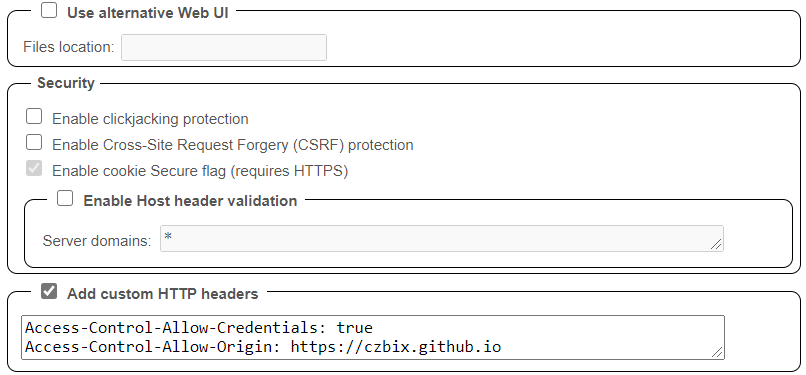 Use alternative Web UI
Files location:
Security
Enable clickjacking protection
Enable Cross-Site Request Forgery (CSRF) protection
Enable cookie Secure flag (requires HTTPS)
Enable Host header validation
Server domains: *
Add custom HTTP headers
Access-Control-Allow-Credentials: true
Access-Control-Allow-Origin: https://czbix.github.io